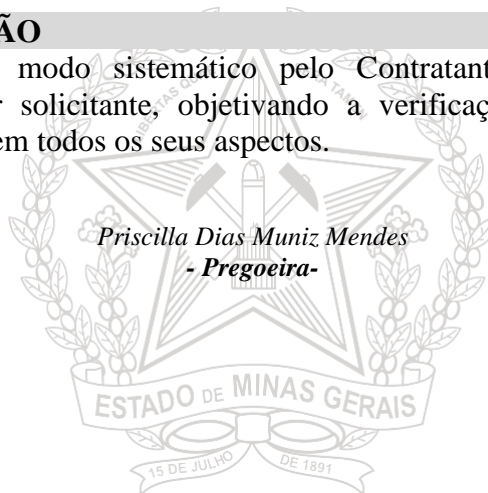 ÃO
modo sistemático pelo Contratant
solicitante, objetivando a verificaç
em todos os seus aspectos.
Priscilla Dias Muniz Mendes
- Pregoeira-
ESTADO DE MINAS GERAIS
15 DE JULHO DE 1891